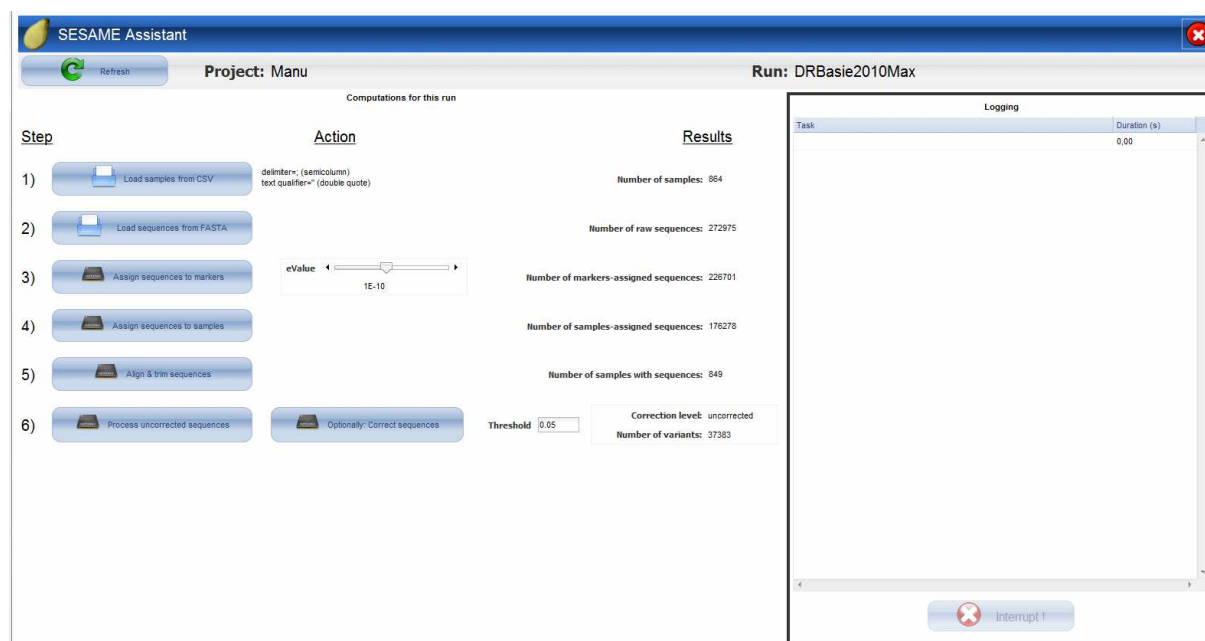 SESAME Assistant
Refresh
Project: Manu
Run: DRBasie2010Max
Computations for this run
Step
Action
Results
1)
Load samples from CSV
delimiter=; (semicolumn)
text qualifier=" (double quote)
Number of samples: 864
2)
Load sequences from FASTA
Number of raw sequences: 272975
3)
Assign sequences to markers
eValue
1E-10
Number of markers-assigned sequences: 226701
4)
Assign sequences to samples
Number of samples-assigned sequences: 176278
5)
Align & trim sequences
Number of samples with sequences: 849
6)
Process uncorrected sequences
Optionally: Correct sequences
Threshold 0.05
Correction level: uncorrected
Number of variants: 37383
Logging
Task
Duration (s)
0,00
Interrupt !